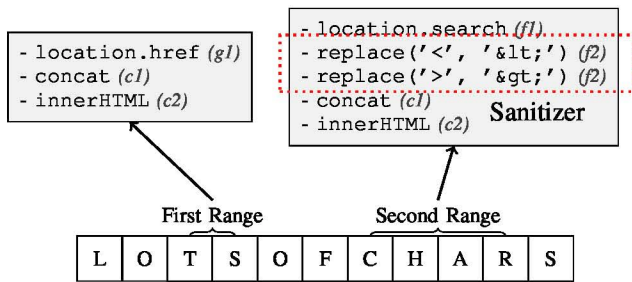 - location.href (g1)
- concat (c1)
- innerHTML (c2)
- location.search (f1)
- replace('<', '&lt;') (f2)
- replace('>', '&gt;') (f2)
- concat (c1)
- innerHTML (c2)
Sanitizer
First Range
Second Range
L O T S O F C H A R S